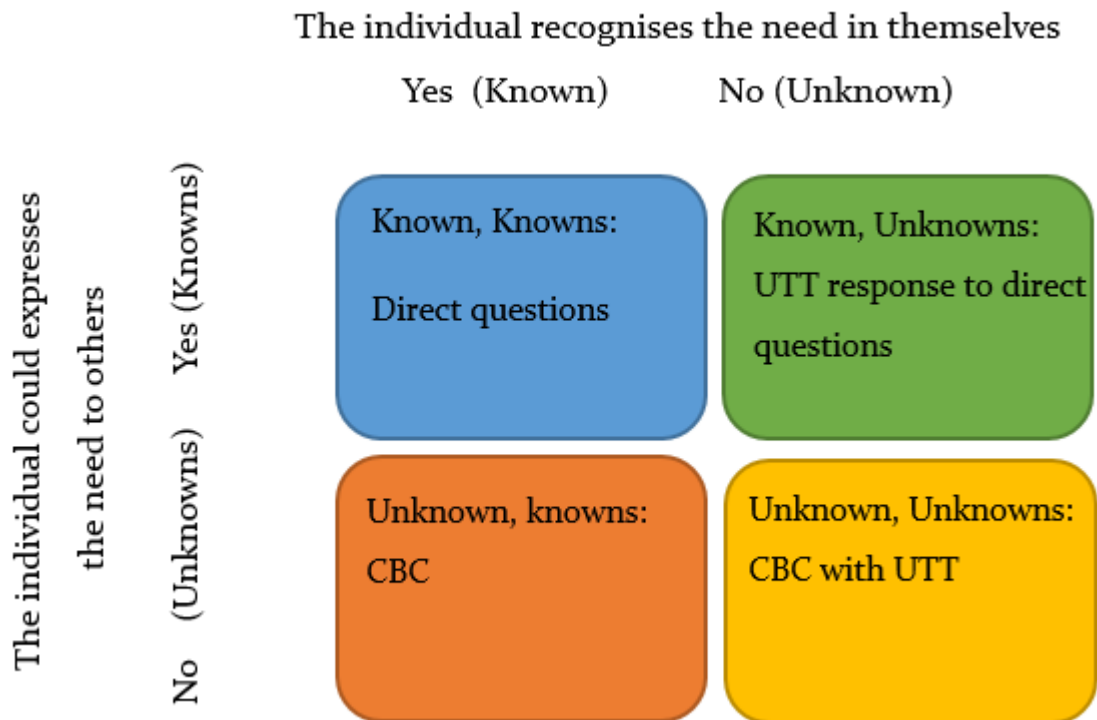 The individual recognises the need in themselves
Yes (Known)
No (Unknown)
The individual could expresses
the need to others
Yes (Knowns)
No (Unknowns)
Known, Knowns:
Direct questions
Known, Unknowns:
UTT response to direct
questions
Unknown, knowns:
CBC
Unknown, Unknowns:
CBC with UTT